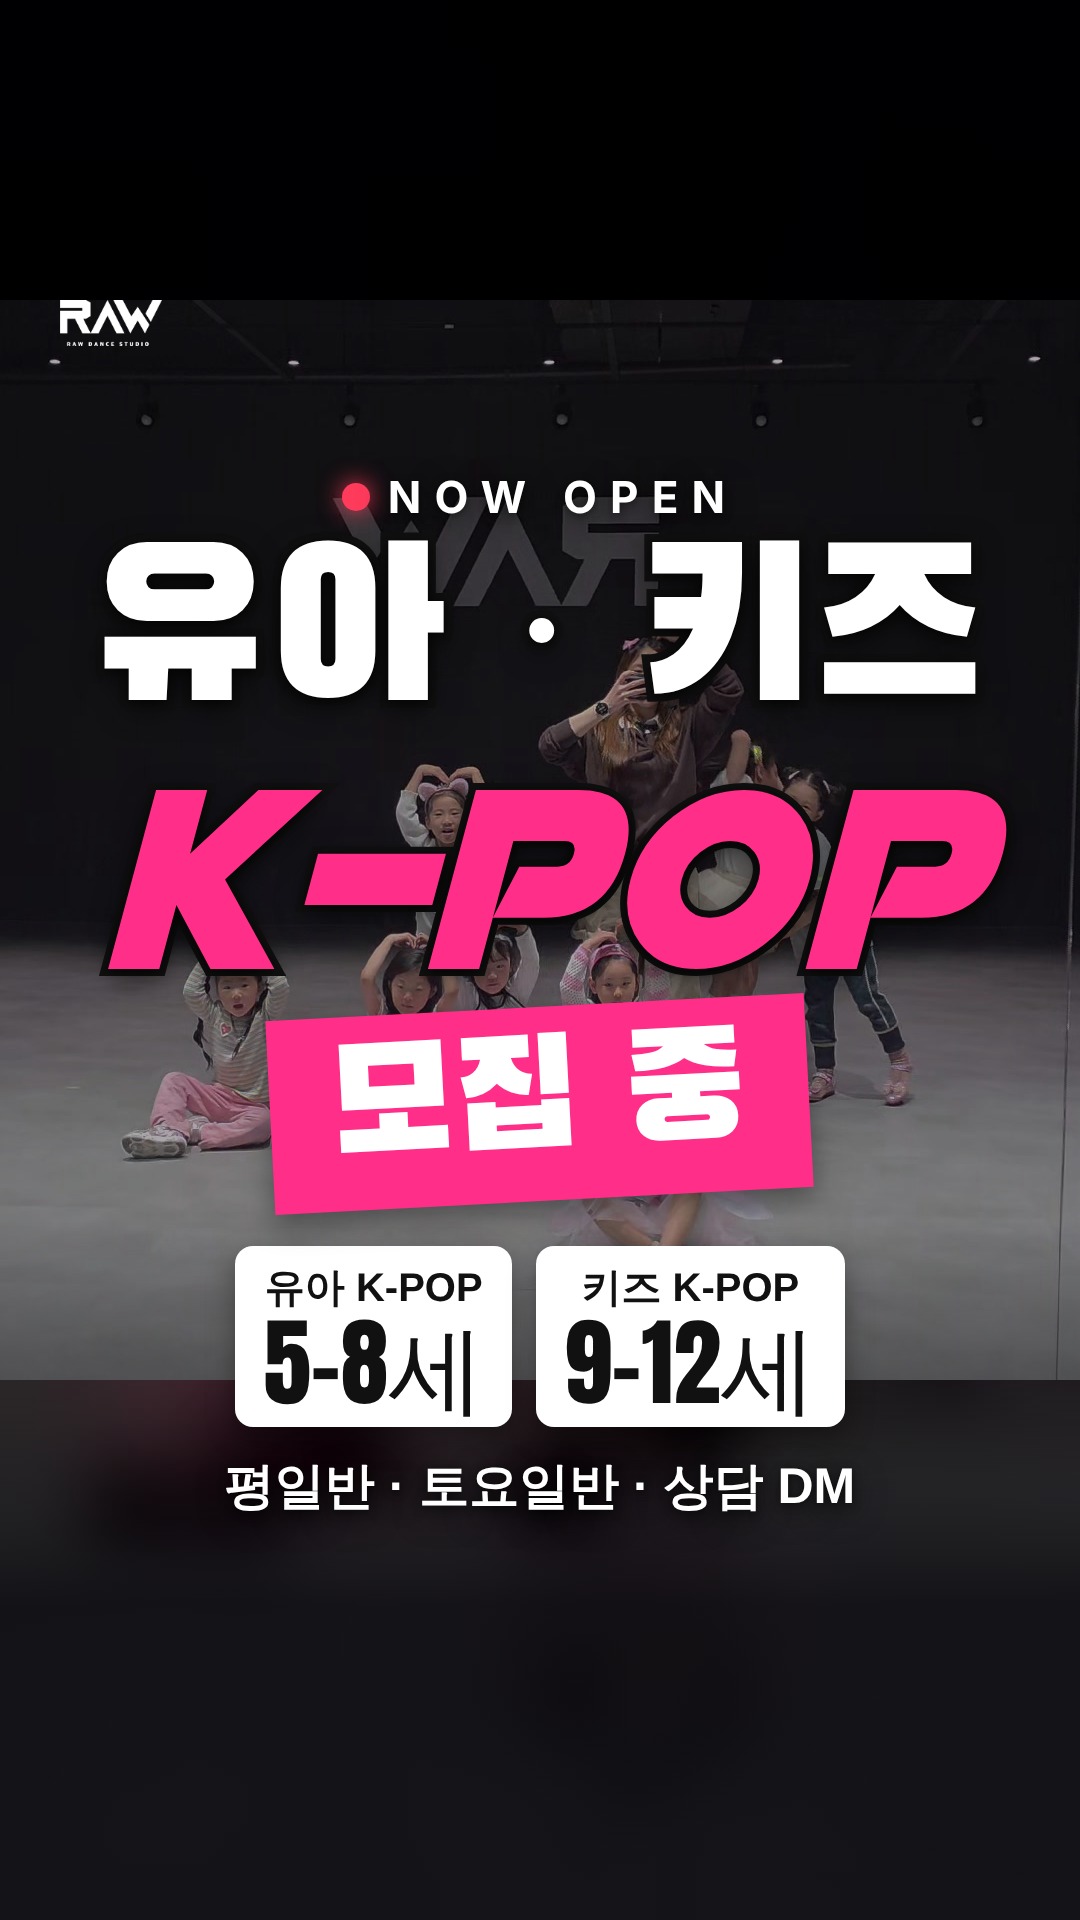 RAW
RAW DANCE STUDIO
NOW OPEN
RAW
유아 · 키즈
K-POP
모집 중
유아 K-POP
5-8세
키즈 K-POP
9-12세
평일반 · 토요일반 · 상담 DM